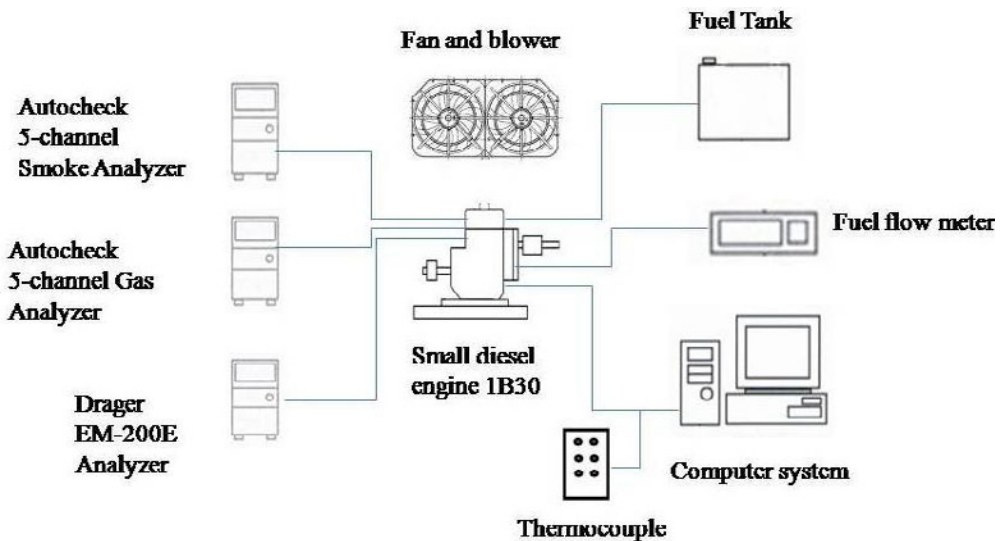 Fuel Tank
Fan and blower
Autocheck
5-channel
Smoke Analyzer
Fuel flow meter
Autocheck
5-channel Gas
Analyzer
Small diesel
engine 1B30
Drager
EM-200E
Analyzer
Computer system
Thermocouple